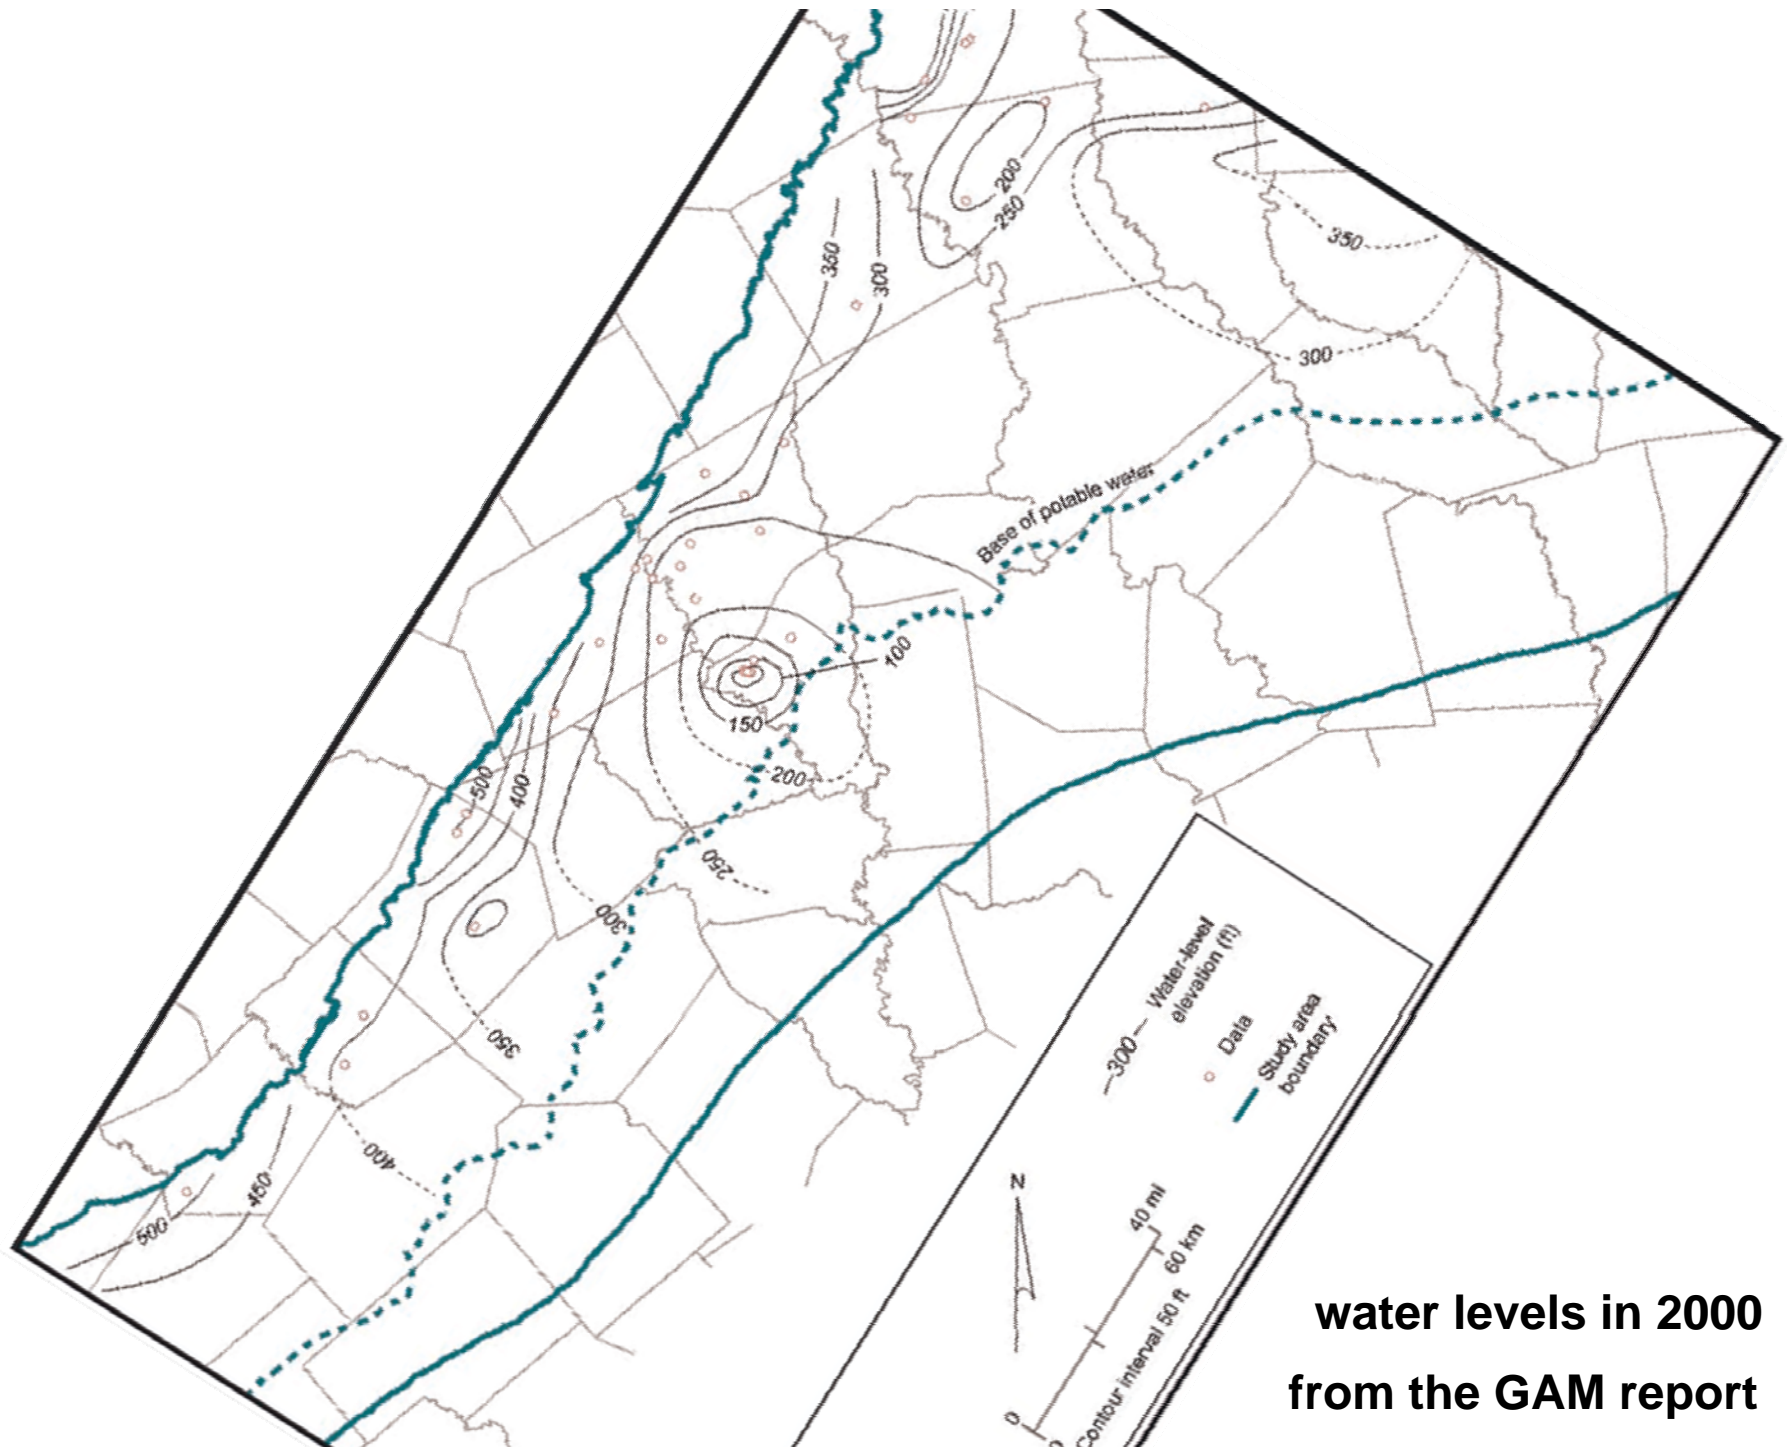 200
250
350
350
300
300
Base of potable water
100
150
500
400
200
250
300
350
400
450
500
300
Water-level
elevation (ft)
Data
Study area
boundary
N
40 mi
60 km
0
0
Contour interval 50 ft
water levels in 2000
from the GAM report